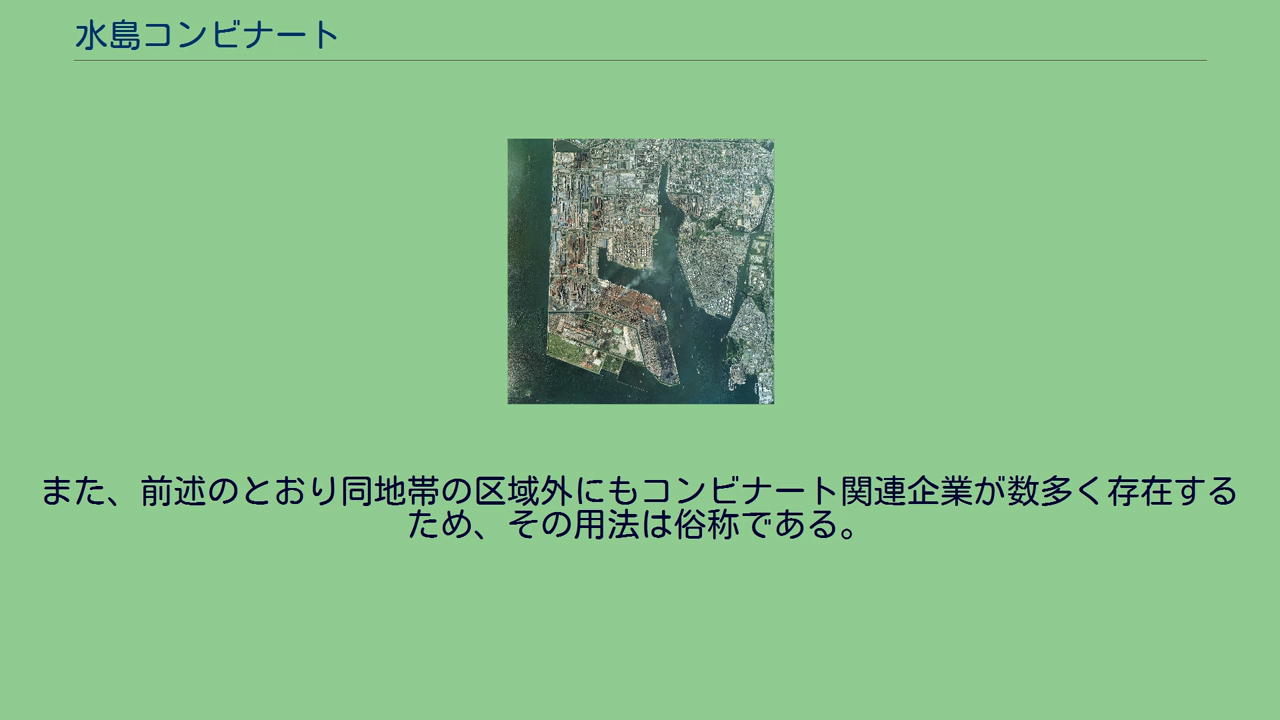 水島コンビナート
また、前述のとおり同地帯の区域外にもコンビナート関連企業が数多く存在する
ため、その用法は俗称である。